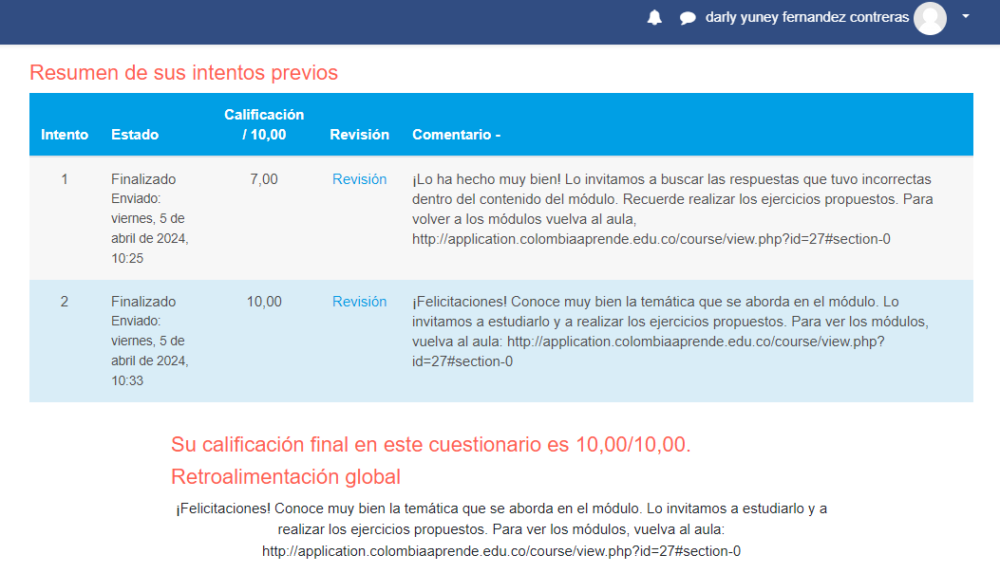 darly yuney fernandez contreras
Resumen de sus intentos previos
Intento Estado Calificación / 10,00 Revisión Comentario -
1 Finalizado 7,00 Revisión ¡Lo ha hecho muy bien! Lo invitamos a buscar las respuestas que tuvo incorrectas
Enviado: dentro del contenido del módulo. Recuerde realizar los ejercicios propuestos. Para
viernes, 5 de volver a los módulos vuelva al aula,
abril de 2024, http://application.colombiaaprende.edu.co/course/view.php?id=27#section-0
10:25
2 Finalizado 10,00 Revisión ¡Felicitaciones! Conoce muy bien la temática que se aborda en el módulo. Lo
Enviado: invitamos a estudiarlo y a realizar los ejercicios propuestos. Para ver los módulos,
viernes, 5 de vuelva al aula: http://application.colombiaaprende.edu.co/course/view.php?
abril de 2024, id=27#section-0
10:33
Su calificación final en este cuestionario es 10,00/10,00.
Retroalimentación global
¡Felicitaciones! Conoce muy bien la temática que se aborda en el módulo. Lo invitamos a estudiarlo y a
realizar los ejercicios propuestos. Para ver los módulos, vuelva al aula:
http://application.colombiaaprende.edu.co/course/view.php?id=27#section-0